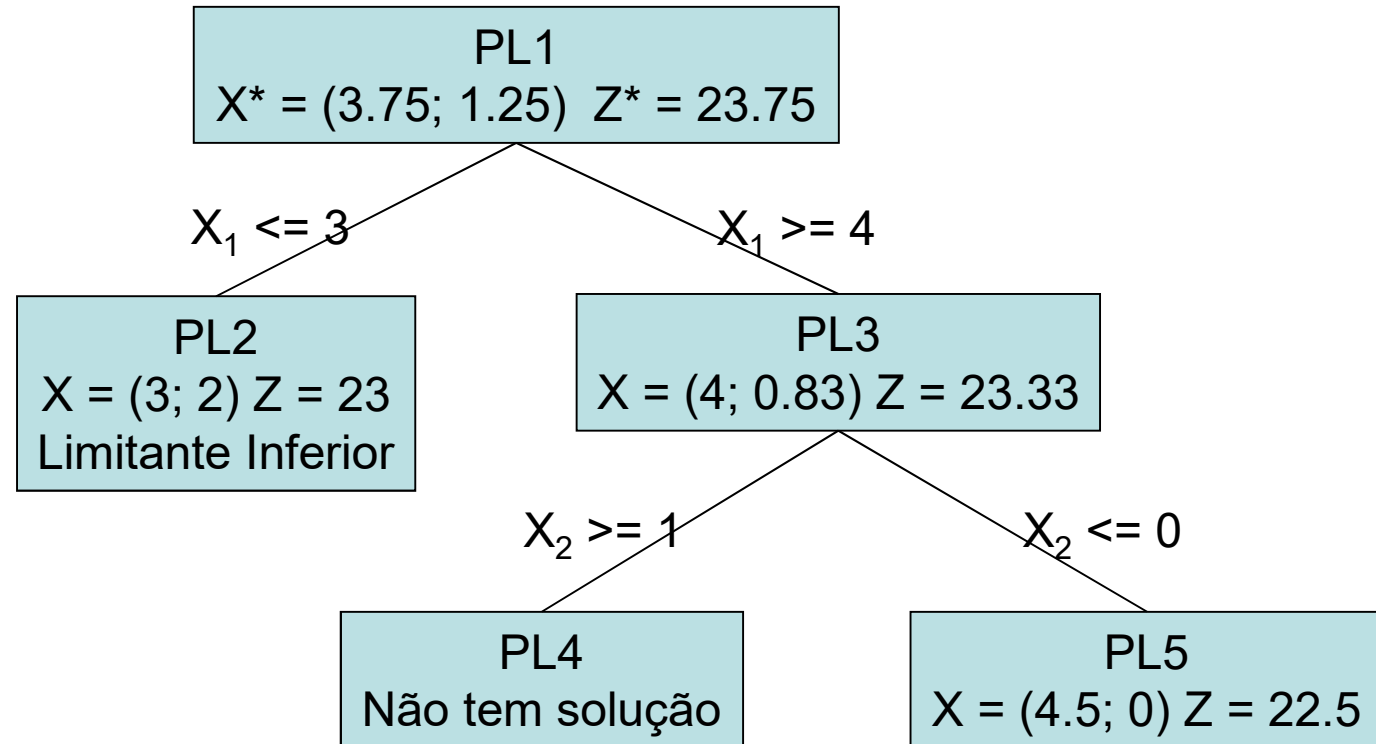 PL1
X* = (3.75; 1.25) Z* = 23.75
X₁ <= 3
X₁ >= 4
PL2
X = (3; 2) Z = 23
Limitante Inferior
PL3
X = (4; 0.83) Z = 23.33
X₂ >= 1
X₂ <= 0
PL4
Não tem solução
PL5
X = (4.5; 0) Z = 22.5